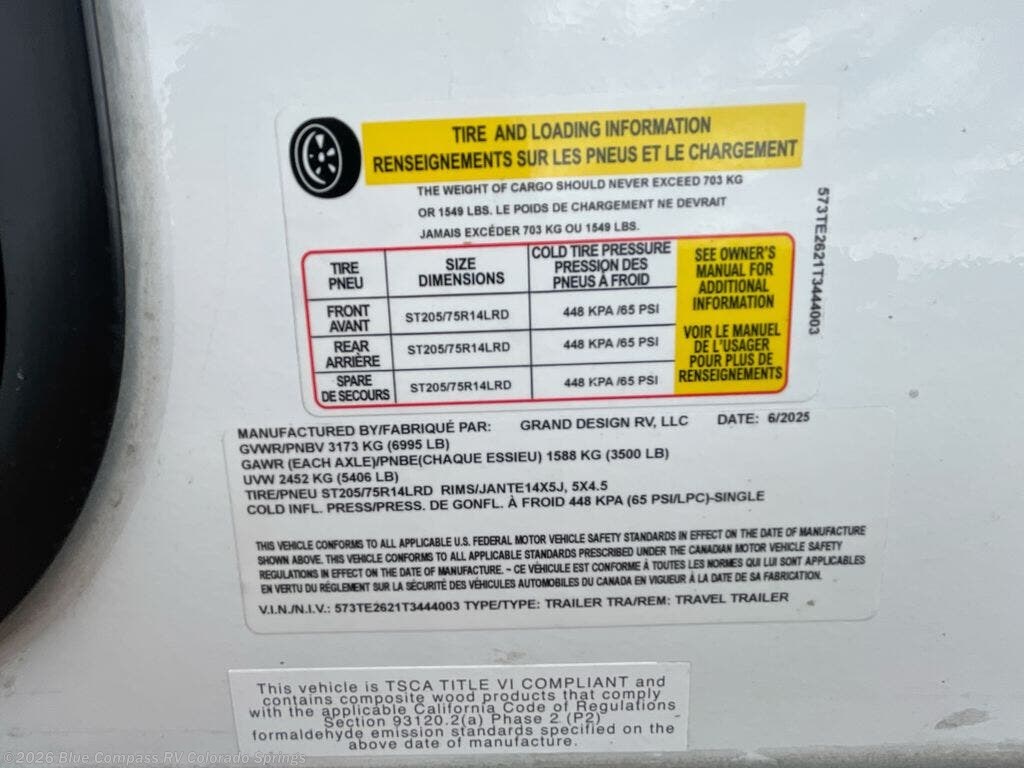 TIRE AND LOADING INFORMATION
RENSEIGNEMENTS SUR LES PNEUS ET LE CHARGEMENT
THE WEIGHT OF CARGO SHOULD NEVER EXCEED 703 KG
OR 1549 LBS. LE POIDS DE CHARGEMENT NE DEVRAIT
JAMAIS EXCÉDER 703 KG OU 1549 LBS.
TIRE
PNEU
SIZE
DIMENSIONS
COLD TIRE PRESSURE
PRESSION DES
PNEUS À FROID
FRONT
AVANT
ST205/75R14LRD
448 KPA /65 PSI
REAR
ARRIÈRE
ST205/75R14LRD
448 KPA /65 PSI
SPARE
DE SECOURS
ST205/75R14LRD
448 KPA /65 PSI
SEE OWNER'S
MANUAL FOR
ADDITIONAL
INFORMATION
VOIR LE MANUEL
DE L'USAGER
POUR PLUS DE
RENSEIGNEMENTS
573TE2621T3444003
MANUFACTURED BY/FABRIQUÉ PAR: GRAND DESIGN RV, LLC DATE: 6/2025
GVWR/PNBV 3173 KG (6995 LB)
GAWR (EACH AXLE)/PNBE(CHAQUE ESSIEU) 1588 KG (3500 LB)
UVW 2452 KG (5406 LB)
TIRE/PNEU ST205/75R14LRD RIMS/JANTE14X5J, 5X4.5
COLD INFL. PRESS/PRESS. DE GONFL. À FROID 448 KPA (65 PSI/LPC)-SINGLE
THIS VEHICLE CONFORMS TO ALL APPLICABLE U.S. FEDERAL MOTOR VEHICLE SAFETY STANDARDS IN EFFECT ON THE DATE OF MANUFACTURE
SHOWN ABOVE. THIS VEHICLE CONFORMS TO ALL APPLICABLE STANDARDS PRESCRIBED UNDER THE CANADIAN MOTOR VEHICLE SAFETY
REGULATIONS IN EFFECT ON THE DATE OF MANUFACTURE. - CE VÉHICULE EST CONFORME À TOUTES LES NORMES QUI LUI SONT APPLICABLES
EN VERTU DU RÈGLEMENT SUR LA SÉCURITÉ DES VÉHICULES AUTOMOBILES DU CANADA EN VIGUEUR À LA DATE DE SA FABRICATION.
V.I.N./N.I.V.: 573TE2621T3444003 TYPE/TYPE: TRAILER TRA/REM: TRAVEL TRAILER
This vehicle is TSCA TITLE VI COMPLIANT and
contains composite wood products that comply
with the applicable California Code of Regulations
Section 93120.2(a) Phase 2 (P2)
formaldehyde emission standards specified on the
above date of manufacture.
©2026 Blue Compass RV Colorado Springs